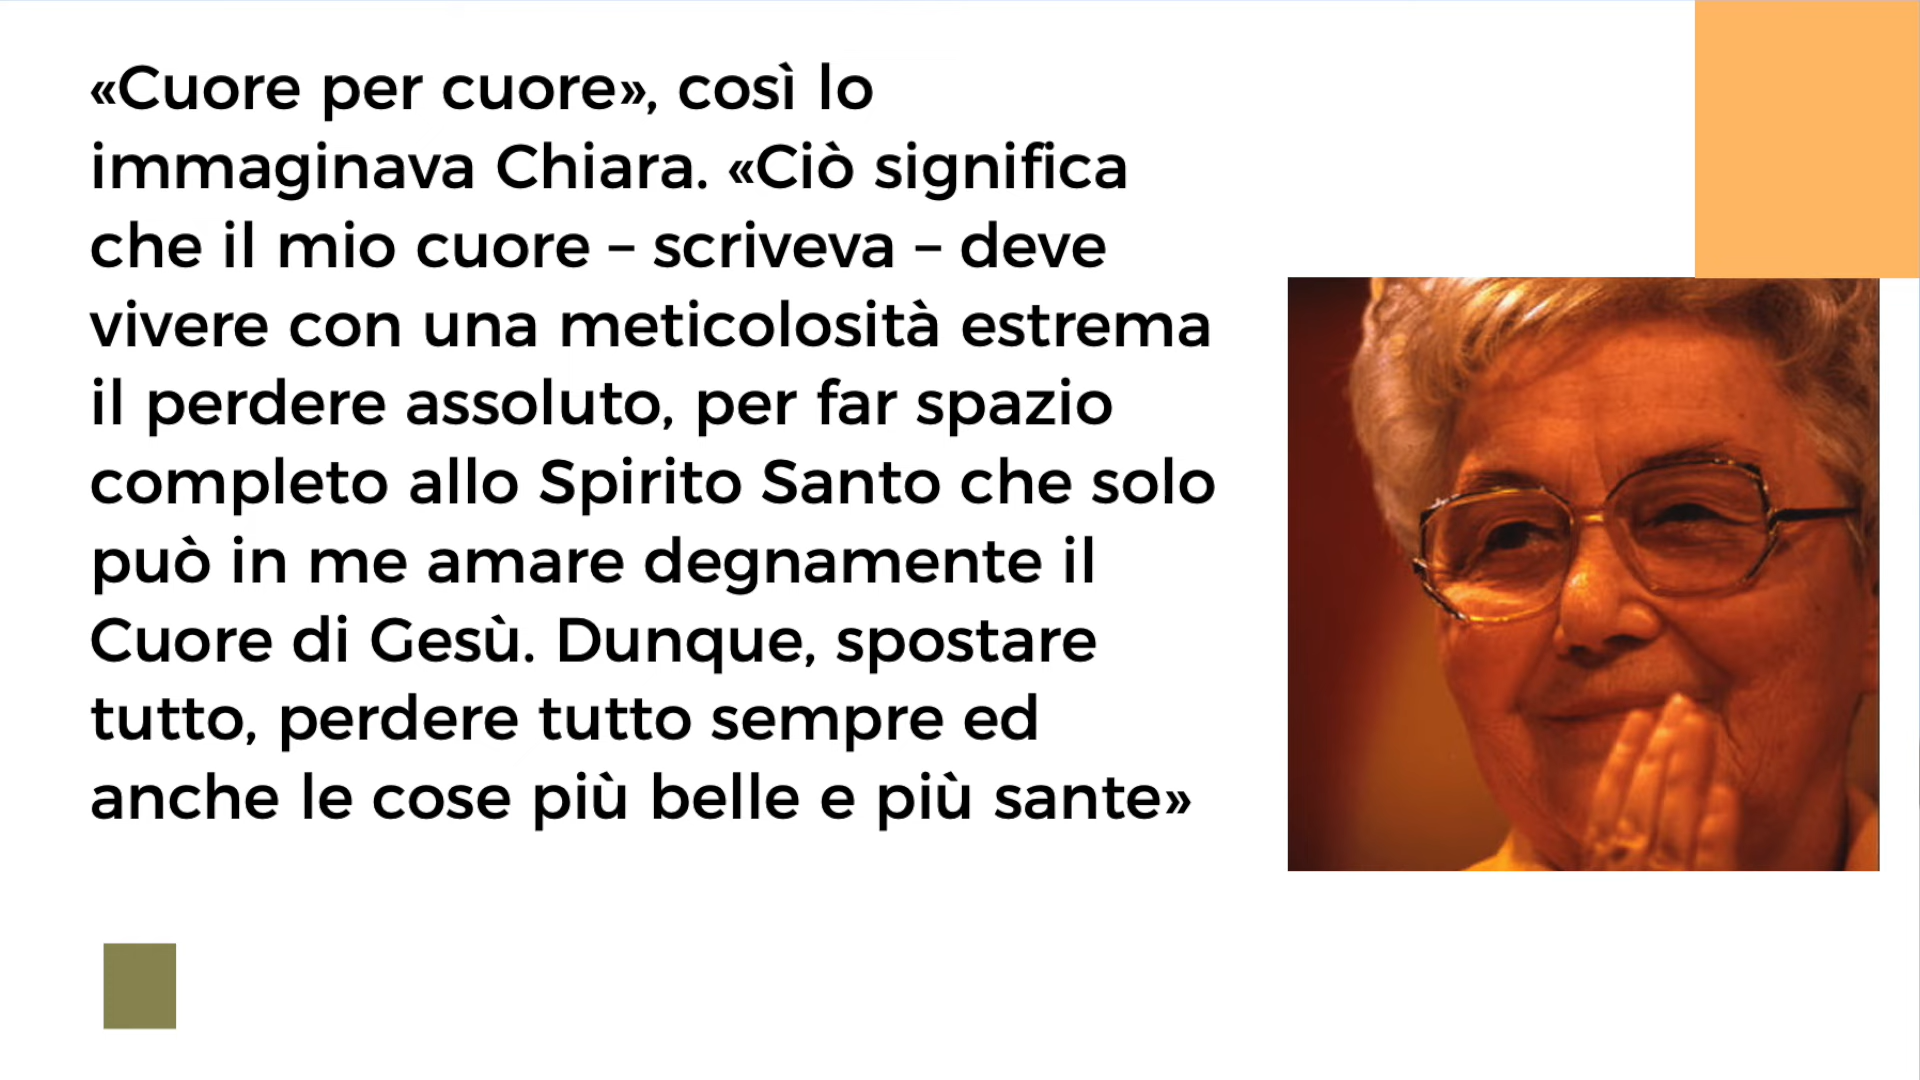 «Cuore per cuore», così lo
immaginava Chiara. «Ciò significa
che il mio cuore – scriveva – deve
vivere con una meticolosità estrema
il perdere assoluto, per far spazio
completo allo Spirito Santo che solo
può in me amare degnamente il
Cuore di Gesù. Dunque, spostare
tutto, perdere tutto sempre ed
anche le cose più belle e più sante»